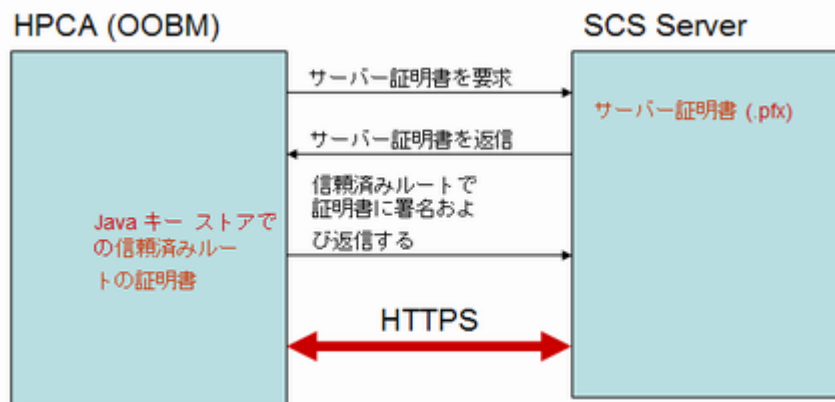 HPCA (OOBM)
SCS Server
サーバー証明書を要求
サーバー証明書 (.pfx)
サーバー証明書を返信
信頼済みルートで
証明書に署名およ
び返信する
Java キー ストアで
の信頼済みルー
トの証明書
HTTPS